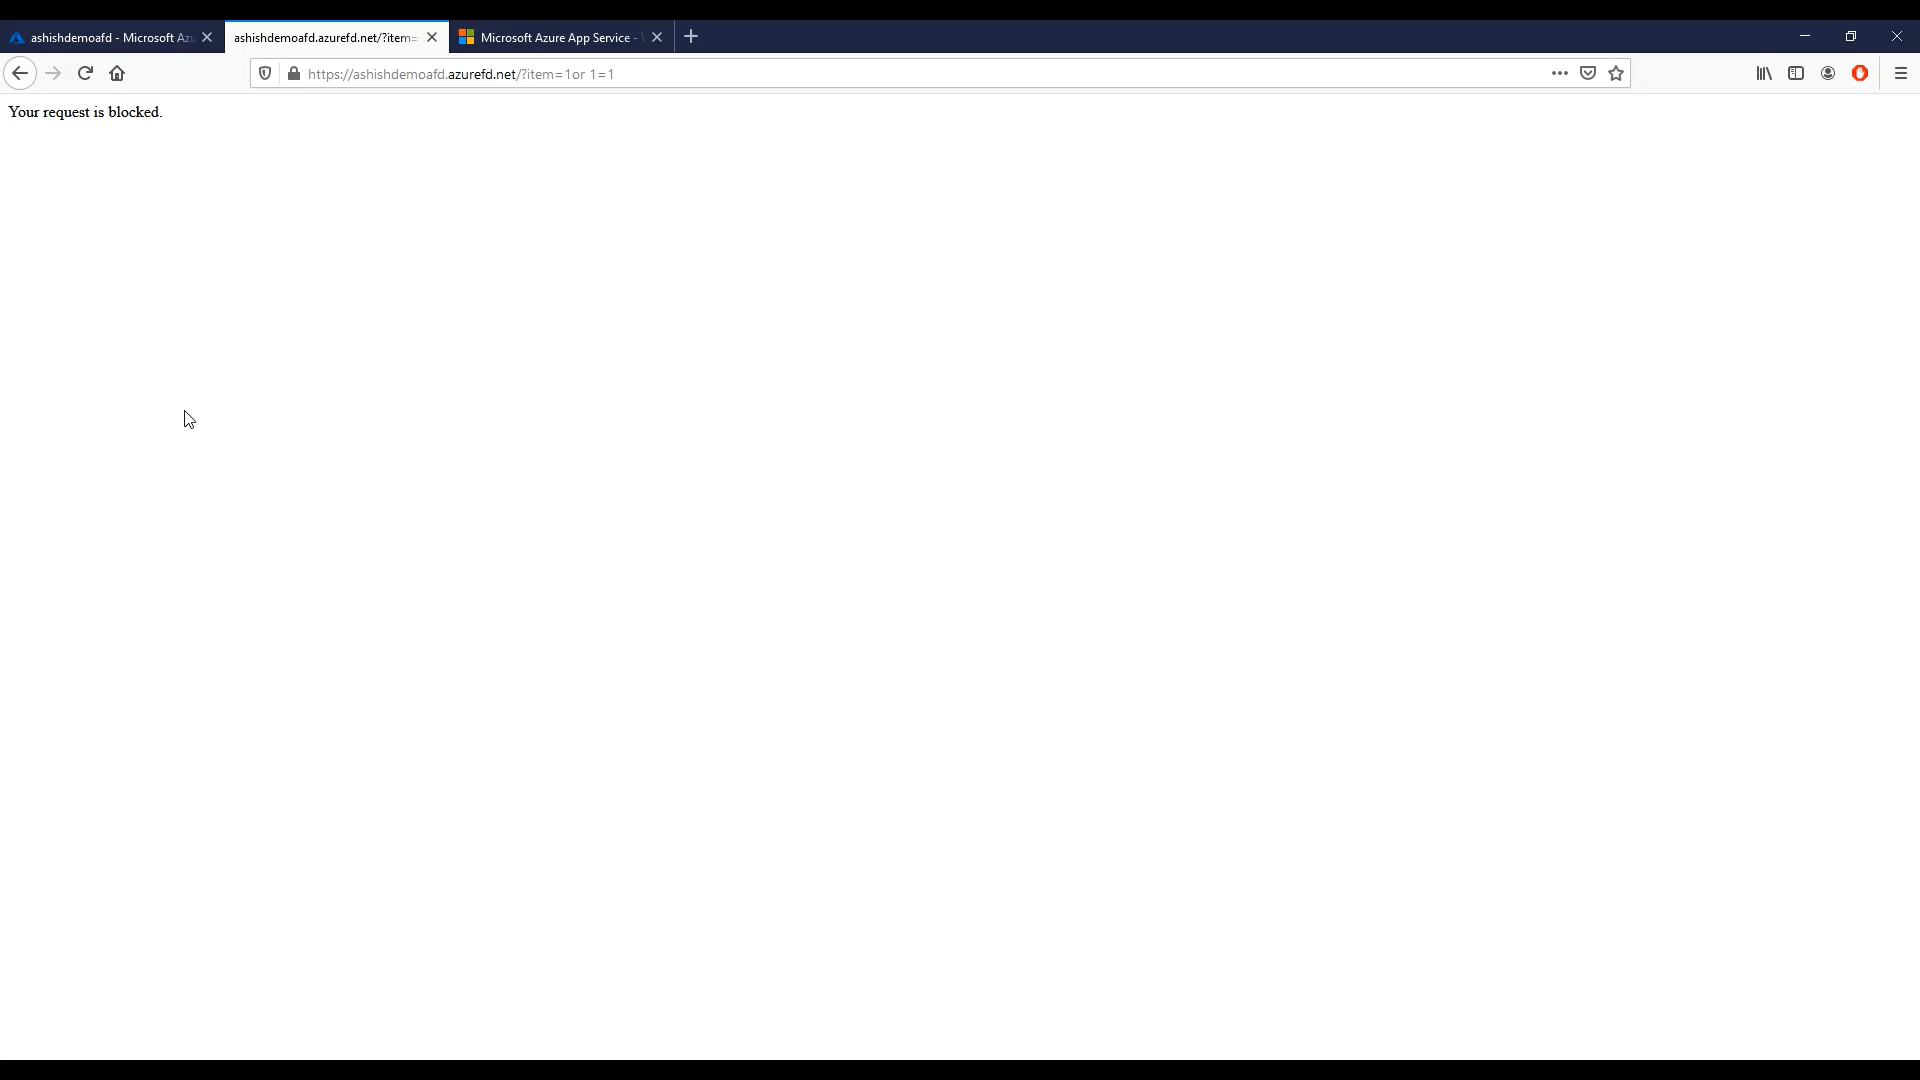 ashishdemoafd - Microsoft Az
ashishdemoafd.azurefd.net/?item=
Microsoft Azure App Service -
https://ashishdemoafd.azurefd.net/?item=1or 1=1
Your request is blocked.